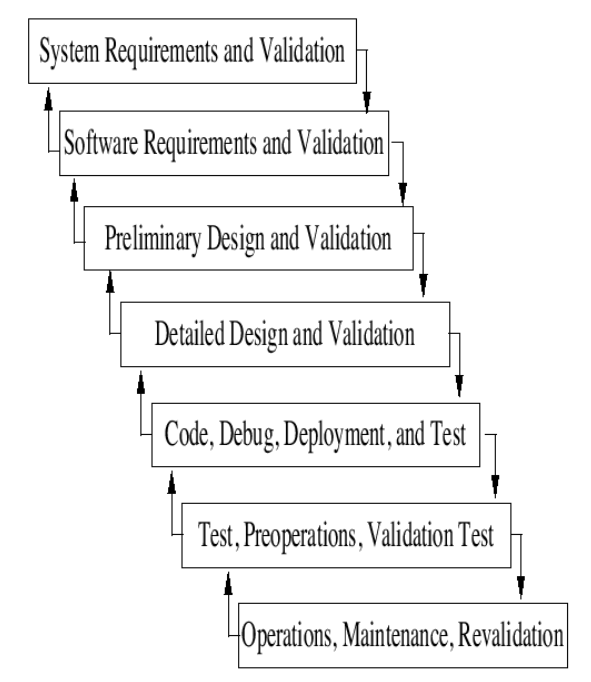 System Requirements and Validation
Software Requirements and Validation
Preliminary Design and Validation
Detailed Design and Validation
Code, Debug, Deployment, and Test
Test, Preoperations, Validation Test
Operations, Maintenance, Revalidation